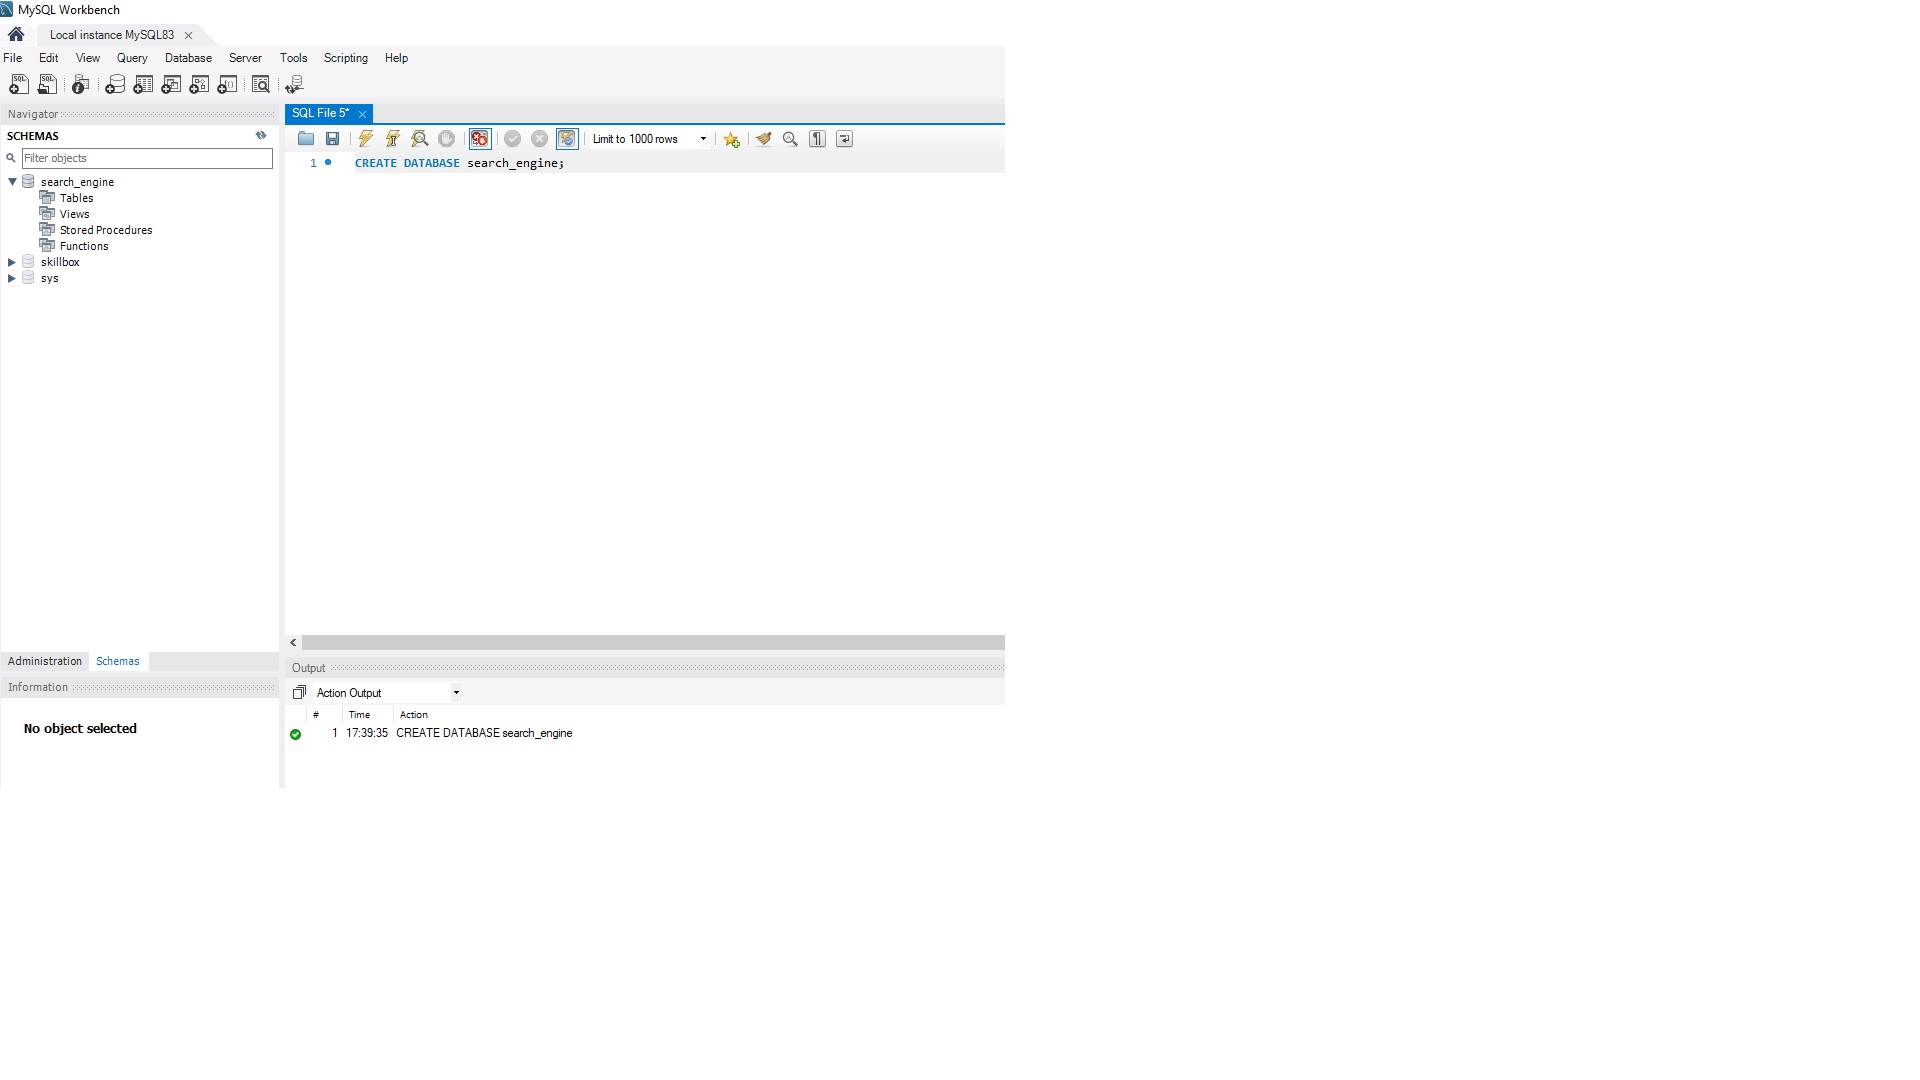 MySQL Workbench
Local instance MySQL83
File Edit View Query Database Server Tools Scripting Help
Navigator
SCHEMAS
Filter objects
search_engine
Tables
Views
Stored Procedures
Functions
skillbox
sys
Administration Schemas
Information
No object selected
SQL File 5*
Limit to 1000 rows
1 CREATE DATABASE search_engine;
Output
Action Output
# Time Action
1 17:39:35 CREATE DATABASE search_engine